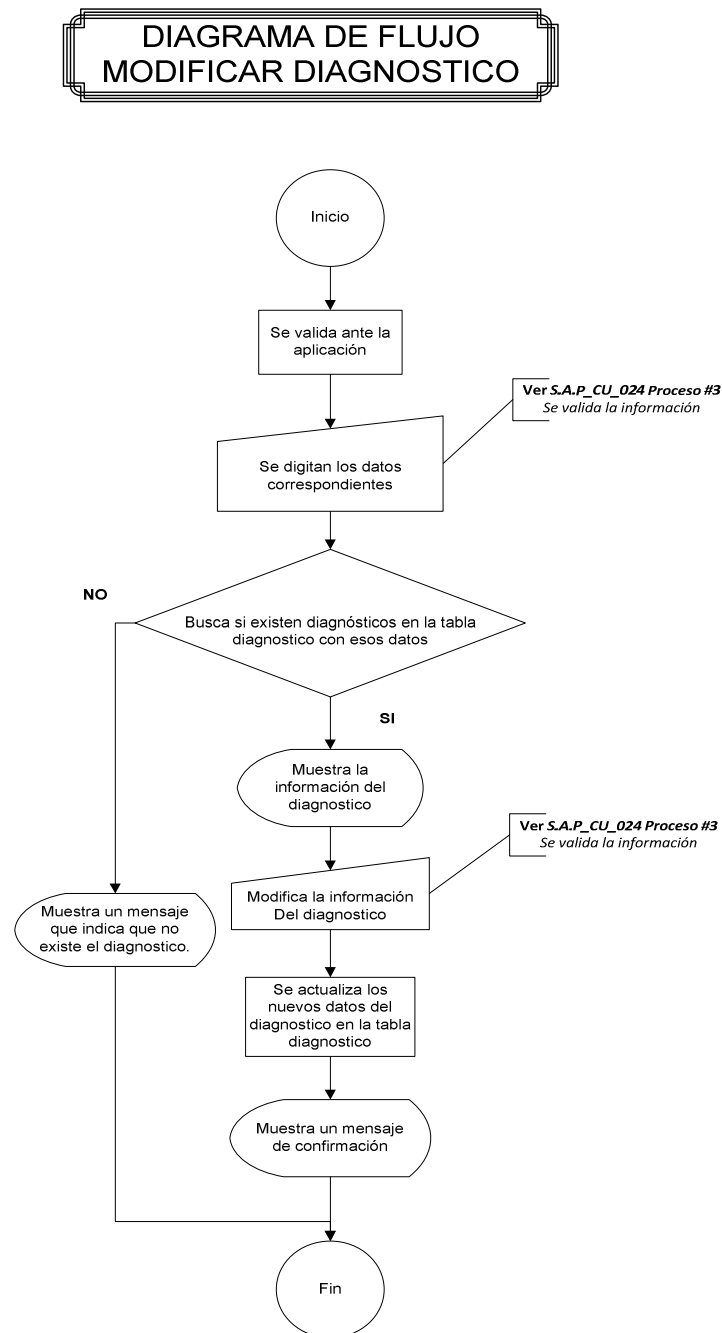 DIAGRAMA DE FLUJO
MODIFICAR DIAGNOSTICO
Inicio
Se valida ante la
aplicación
Ver S.A.P_CU_024 Proceso #3
Se valida la información
Se digitan los datos
correspondientes
NO
Busca si existen diagnósticos en la tabla
diagnostico con esos datos
SI
Muestra la
información del
diagnostico
Ver S.A.P_CU_024 Proceso #3
Se valida la información
Modifica la información
Del diagnostico
Muestra un mensaje
que indica que no
existe el diagnostico.
Se actualiza los
nuevos datos del
diagnostico en la tabla
diagnostico
Muestra un mensaje
de confirmación
Fin